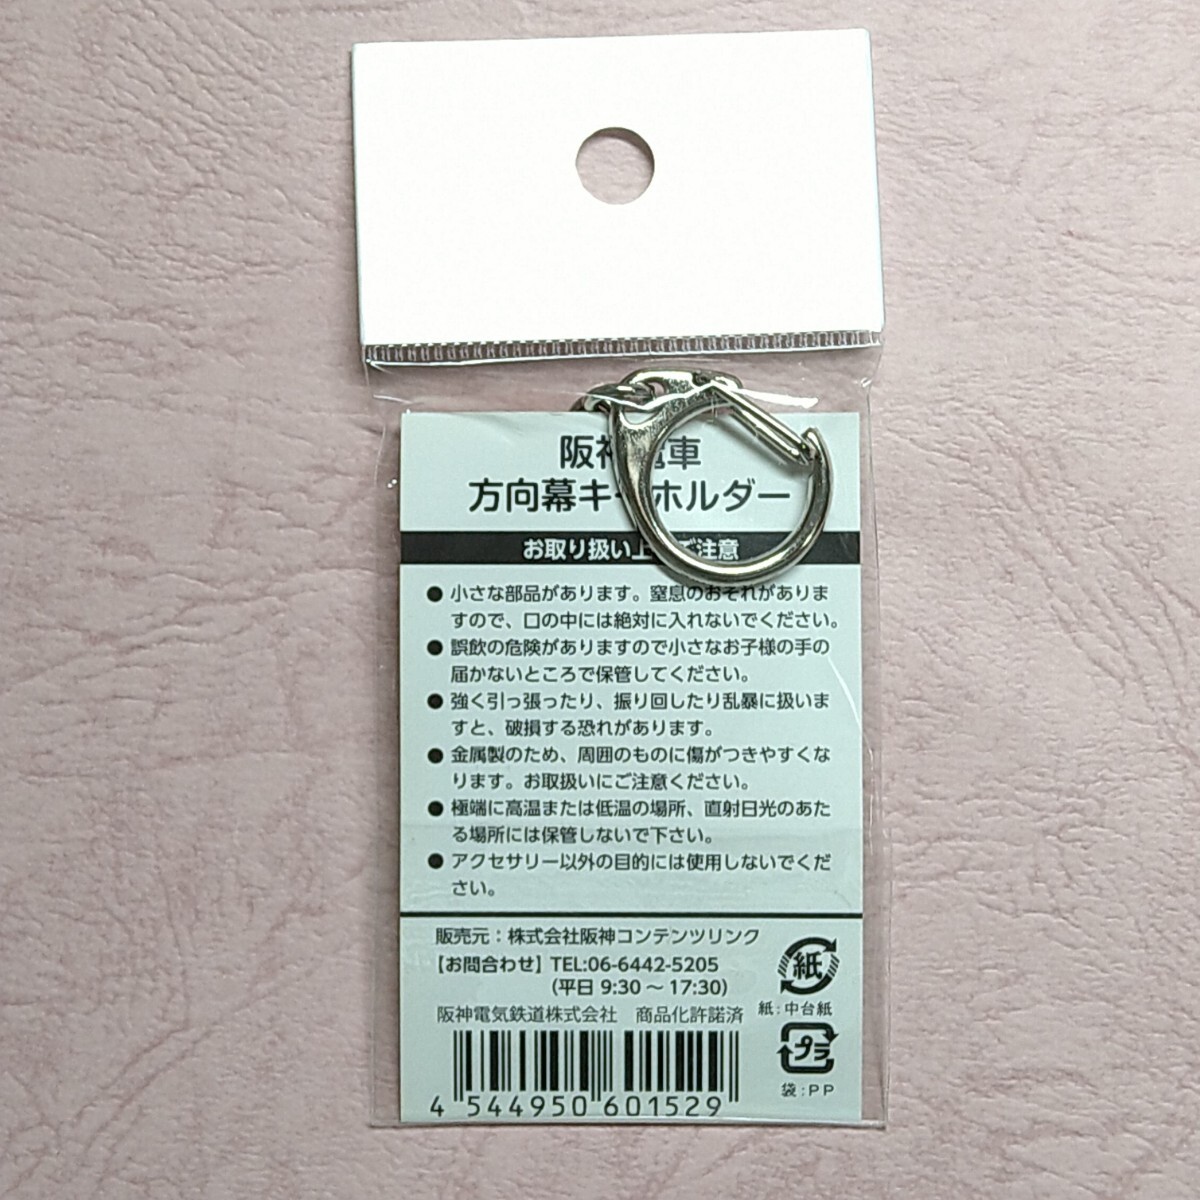 阪神電車
方向幕キーホルダー
お取り扱い上のご注意
● 小さな部品があります。窒息のおそれがありま
すので、口の中には絶対に入れないでください。
● 誤飲の危険がありますので小さなお子様の手の
届かないところで保管してください。
● 強く引っ張ったり、振り回したり乱暴に扱いま
すと、破損する恐れがあります。
● 金属製のため、周囲のものに傷がつきやすくな
ります。お取扱いにご注意ください。
● 極端に高温または低温の場所、直射日光のあた
る場所には保管しないで下さい。
● アクセサリー以外の目的には使用しないでくだ
さい。
販売元：株式会社阪神コンテンツリンク
【お問合わせ】TEL:06-6442-5205
(平日 9:30 ～ 17:30)
阪神電気鉄道株式会社 商品化許諾済
紙
紙：中台紙
プラ
袋：PP
4 544950 601529